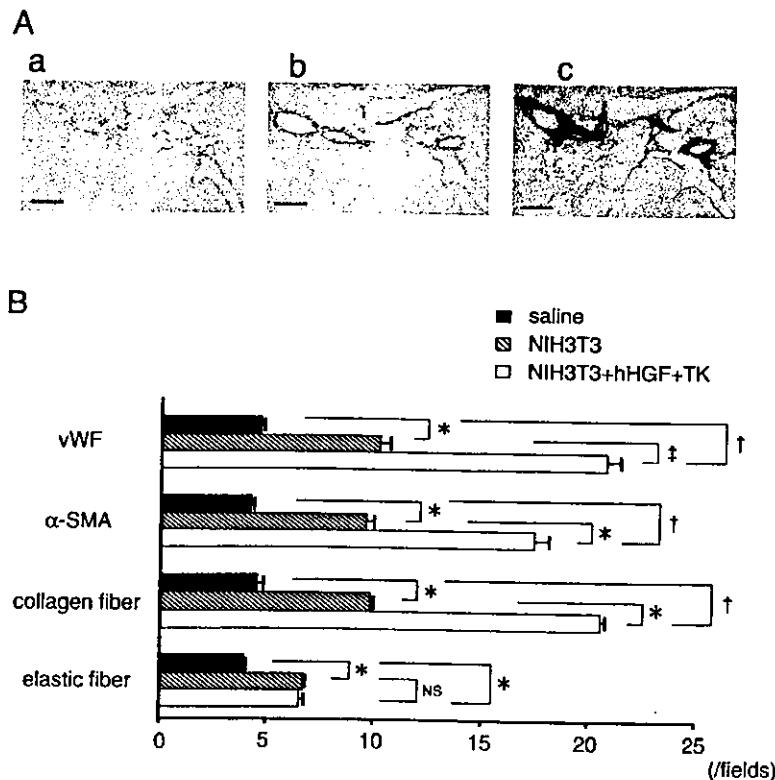 A
a
b
c
B
saline
NIH3T3
NIH3T3+hHGF+TK
vWF
*
‡
†
α-SMA
*
*
†
collagen fiber
*
*
†
elastic fiber
*
NS
*
0 5 10 15 20 25
(/fields)